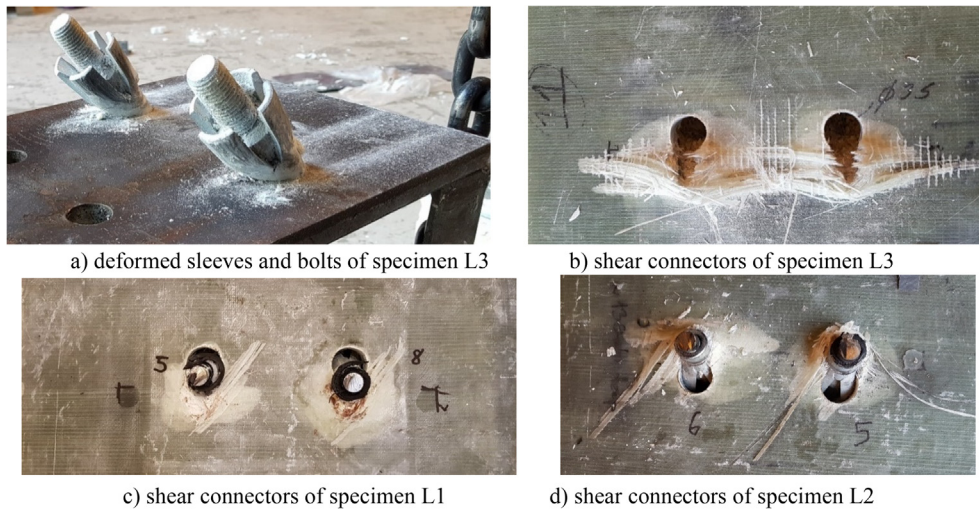 a) deformed sleeves and bolts of specimen L3
φ35
b) shear connectors of specimen L3
5
8
c) shear connectors of specimen L1
6
5
d) shear connectors of specimen L2